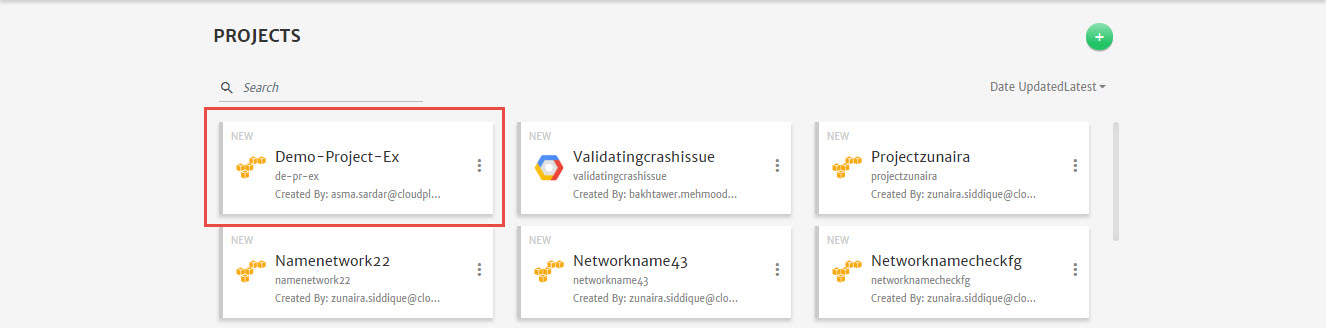 PROJECTS
+
Search
Date UpdatedLatest
NEW
Demo-Project-Ex
de-pr-ex
Created By: asma.sardar@cloudpl...
NEW
Validatingcrashissue
validatingcrashissue
Created By: bakhtawer.mehmood...
NEW
Projectzunaira
projectzunaira
Created By: zunaira.siddique@clo...
NEW
Namenetwork22
namenetwork22
Created By: zunaira.siddique@clo...
NEW
Networkname43
networkname43
Created By: zunaira.siddique@clo...
NEW
Networknamecheckfg
networknamecheckfg
Created By: zunaira.siddique@clo...